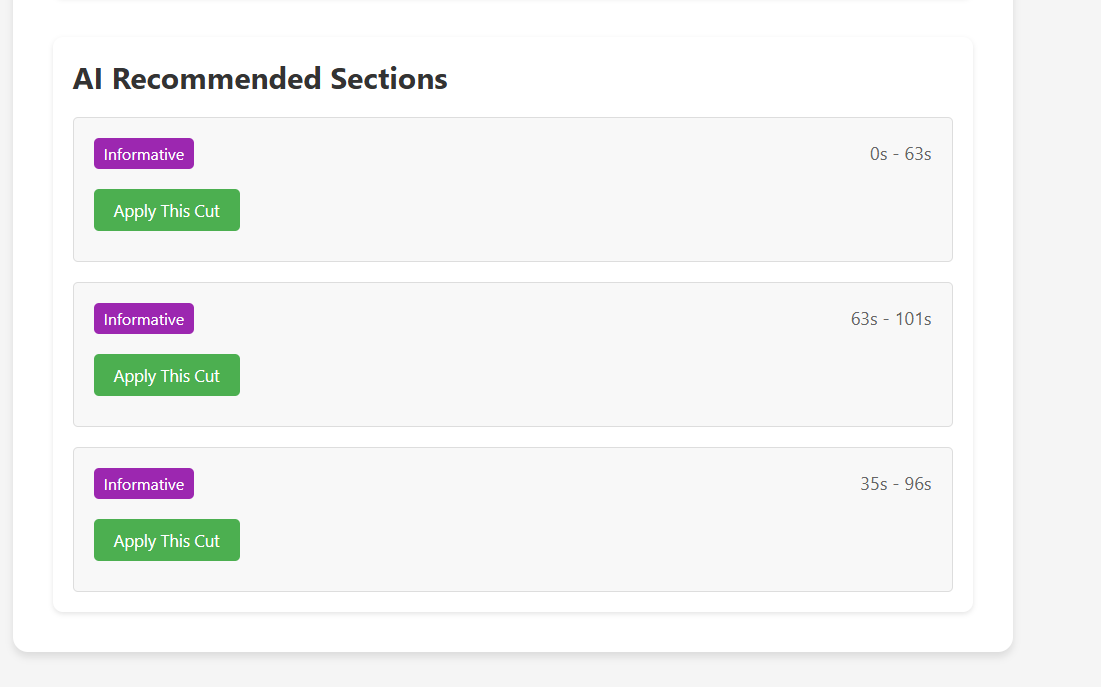 AI Recommended Sections
Informative
0s - 63s
Apply This Cut
Informative
63s - 101s
Apply This Cut
Informative
35s - 96s
Apply This Cut